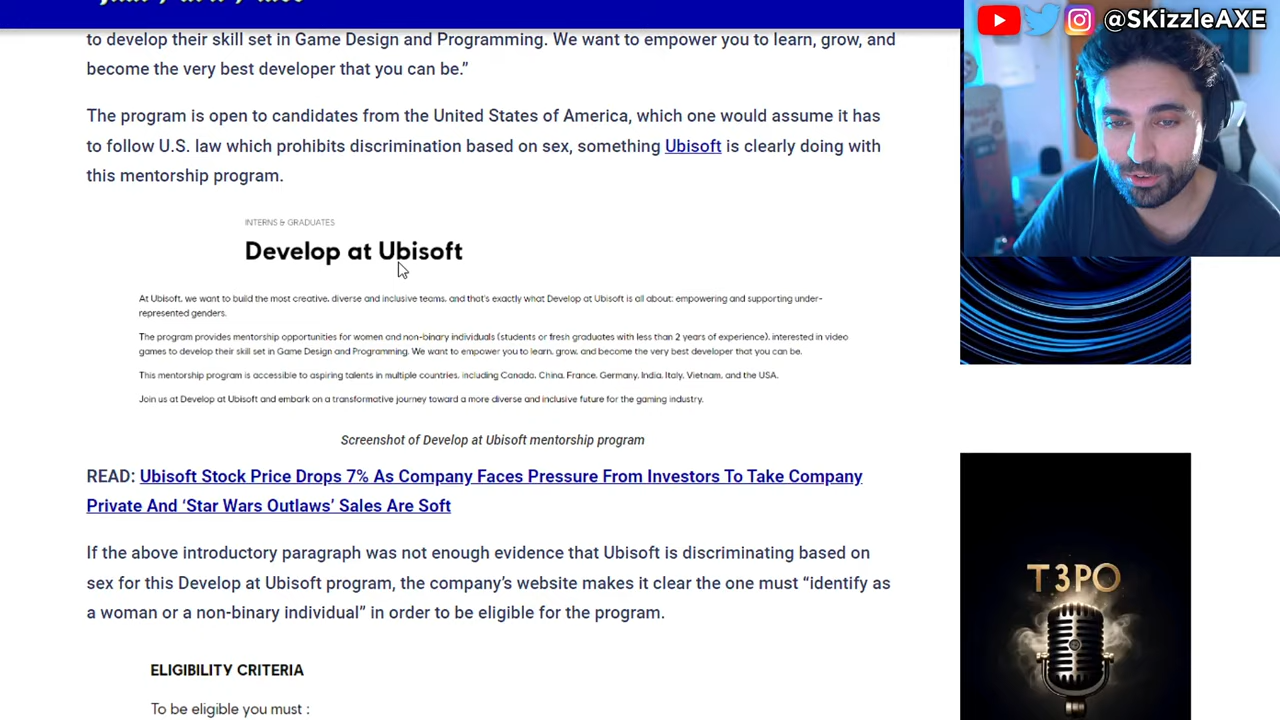 @SKizzleAXE
to develop their skill set in Game Design and Programming. We want to empower you to learn, grow, and
become the very best developer that you can be.”
The program is open to candidates from the United States of America, which one would assume it has
to follow U.S. law which prohibits discrimination based on sex, something Ubisoft is clearly doing with
this mentorship program.
INTERNS & GRADUATES
Develop at Ubisoft
At Ubisoft, we want to build the most creative, diverse and inclusive teams, and that's exactly what Develop at Ubisoft is all about: empowering and supporting under-
represented genders.
The program provides mentorship opportunities for women and non-binary individuals (students or fresh graduates with less than 2 years of experience), interested in video
games to develop their skill set in Game Design and Programming. We want to empower you to learn, grow, and become the very best developer that you can be.
This mentorship program is accessible to aspiring talents in multiple countries, including Canada, China, France, Germany, India, Italy, Vietnam, and the USA.
Join us at Develop at Ubisoft and embark on a transformative journey toward a more diverse and inclusive future for the gaming industry.
Screenshot of Develop at Ubisoft mentorship program
READ: Ubisoft Stock Price Drops 7% As Company Faces Pressure From Investors To Take Company
Private And ‘Star Wars Outlaws’ Sales Are Soft
If the above introductory paragraph was not enough evidence that Ubisoft is discriminating based on
sex for this Develop at Ubisoft program, the company’s website makes it clear the one must “identify as
a woman or a non-binary individual” in order to be eligible for the program.
ELIGIBILITY CRITERIA
To be eligible you must :
T3PO